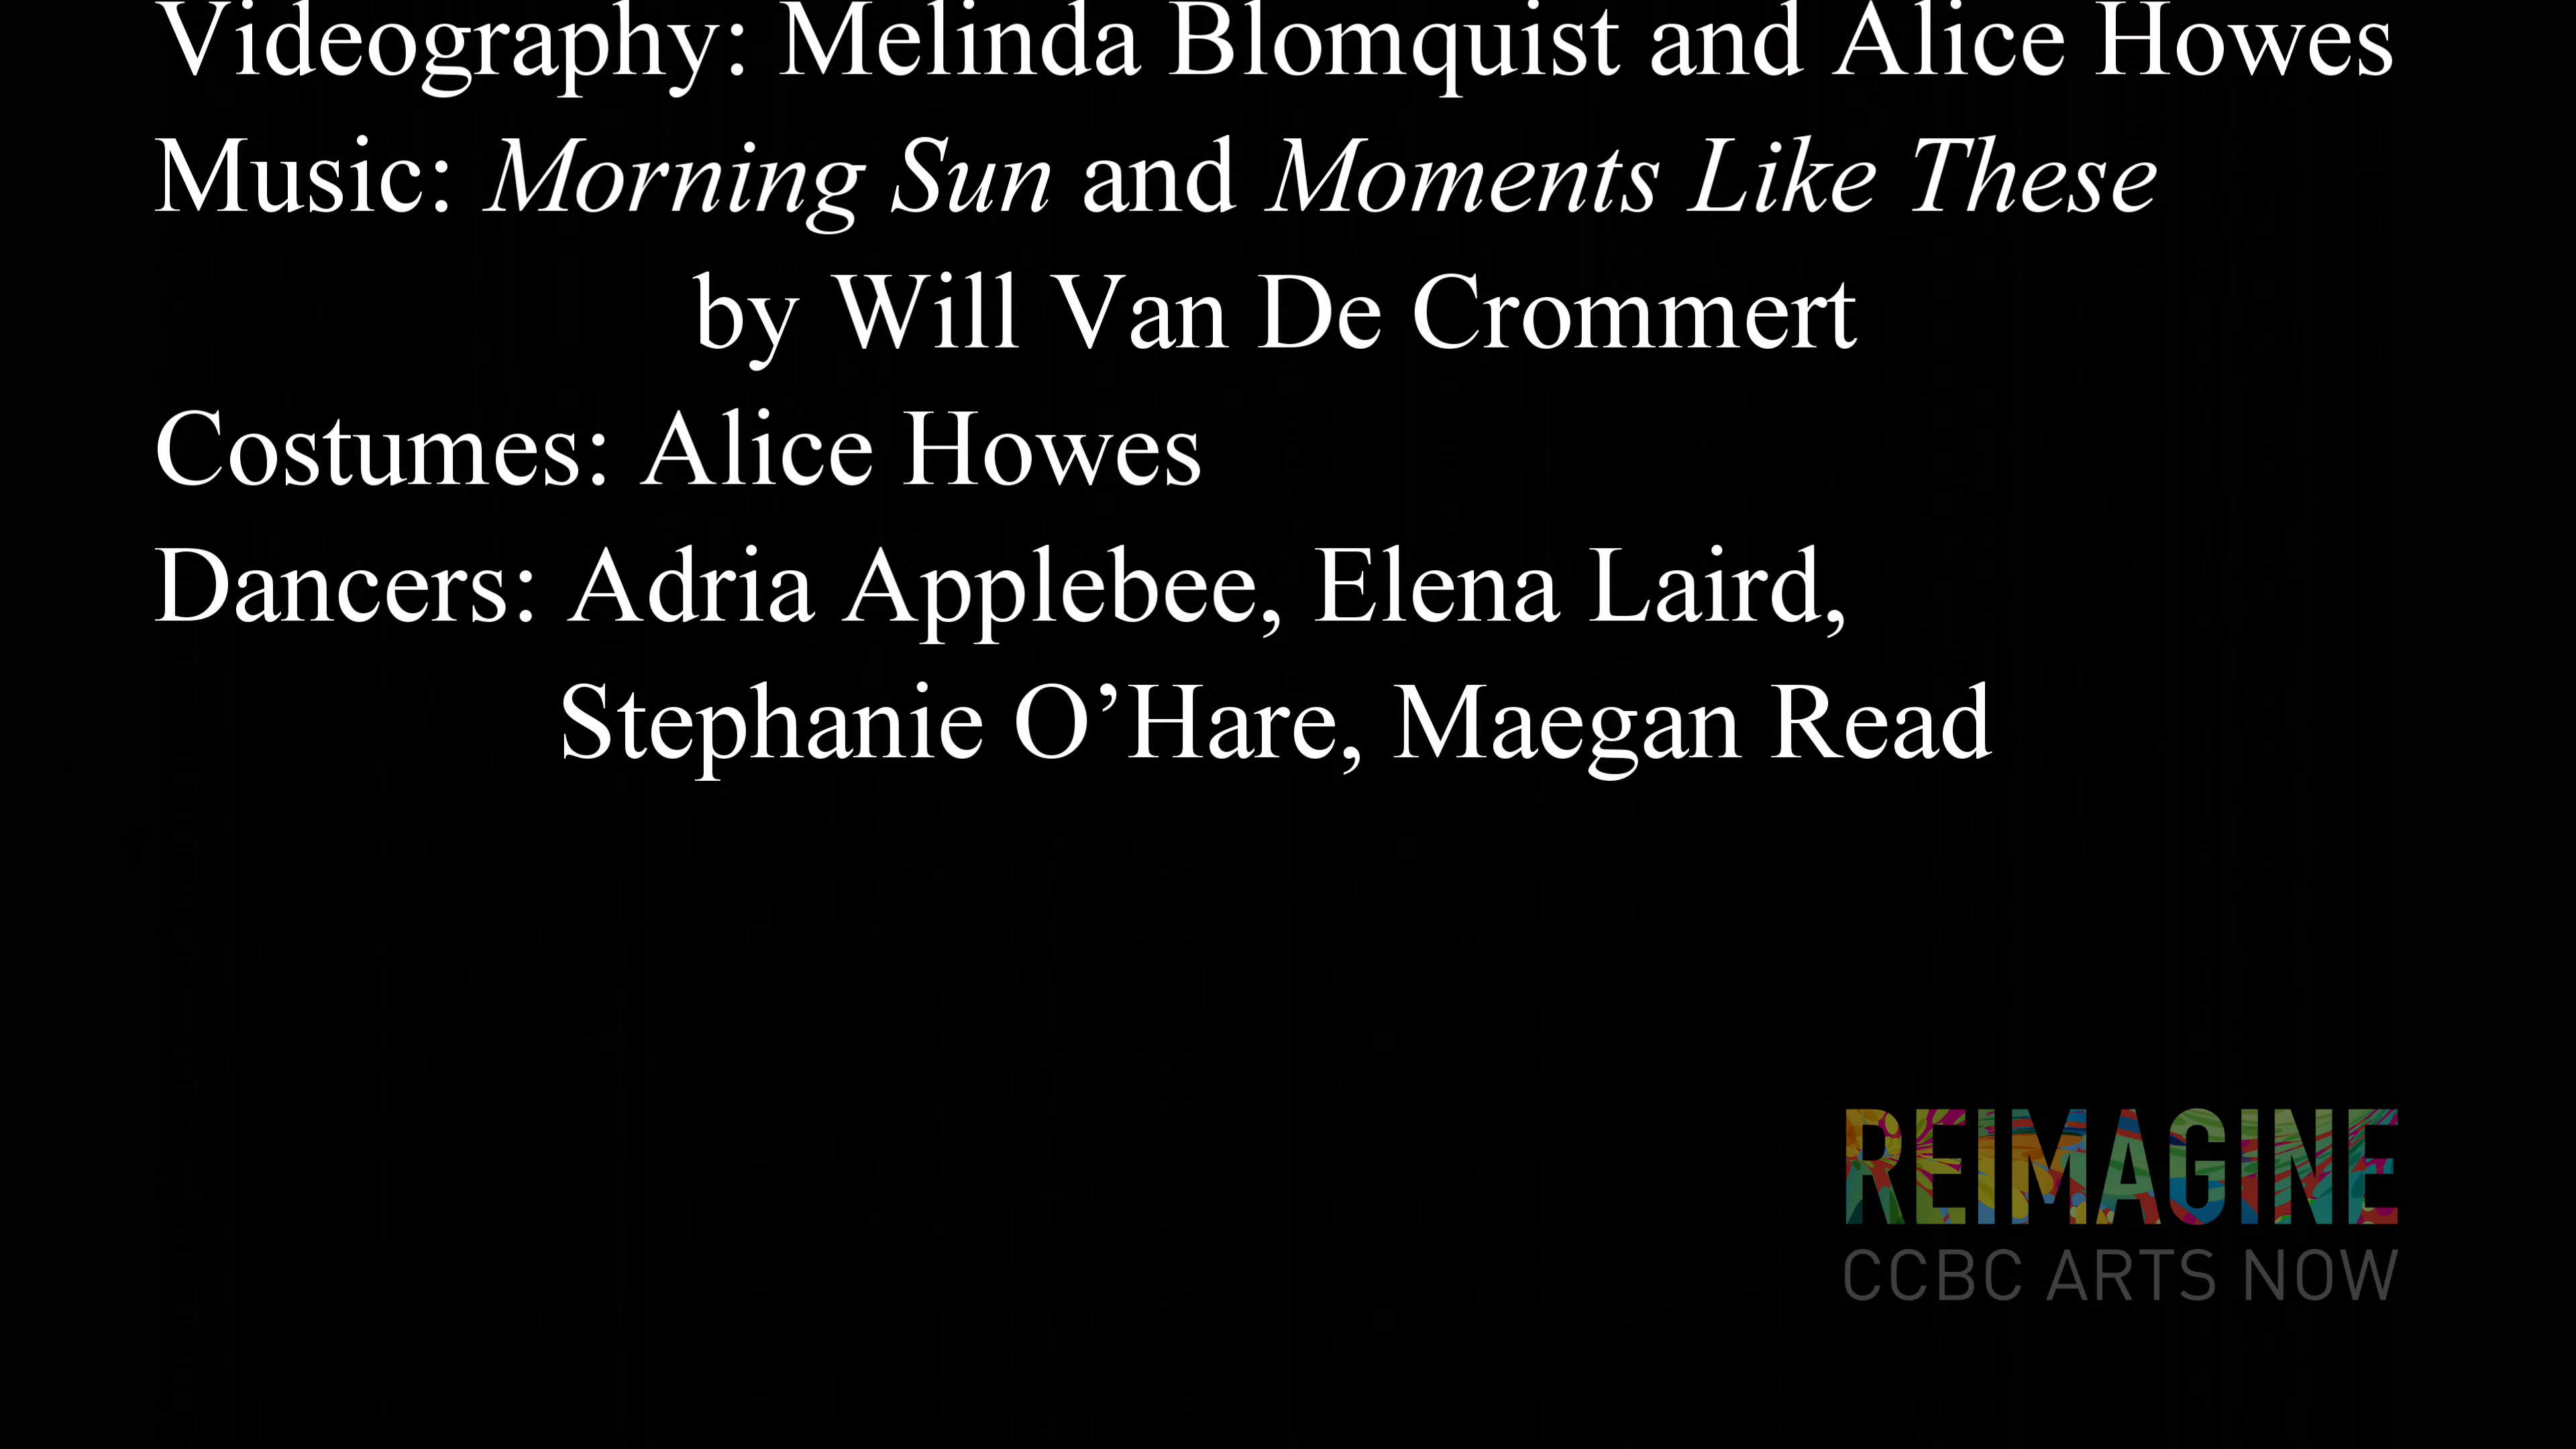 Videography: Melinda Blomquist and Alice Howes
Music: Morning Sun and Moments Like These
by Will Van De Crommert
Costumes: Alice Howes
Dancers: Adria Applebee, Elena Laird,
Stephanie O’Hare, Maegan Read
REIMAGINE
CCBC ARTS NOW